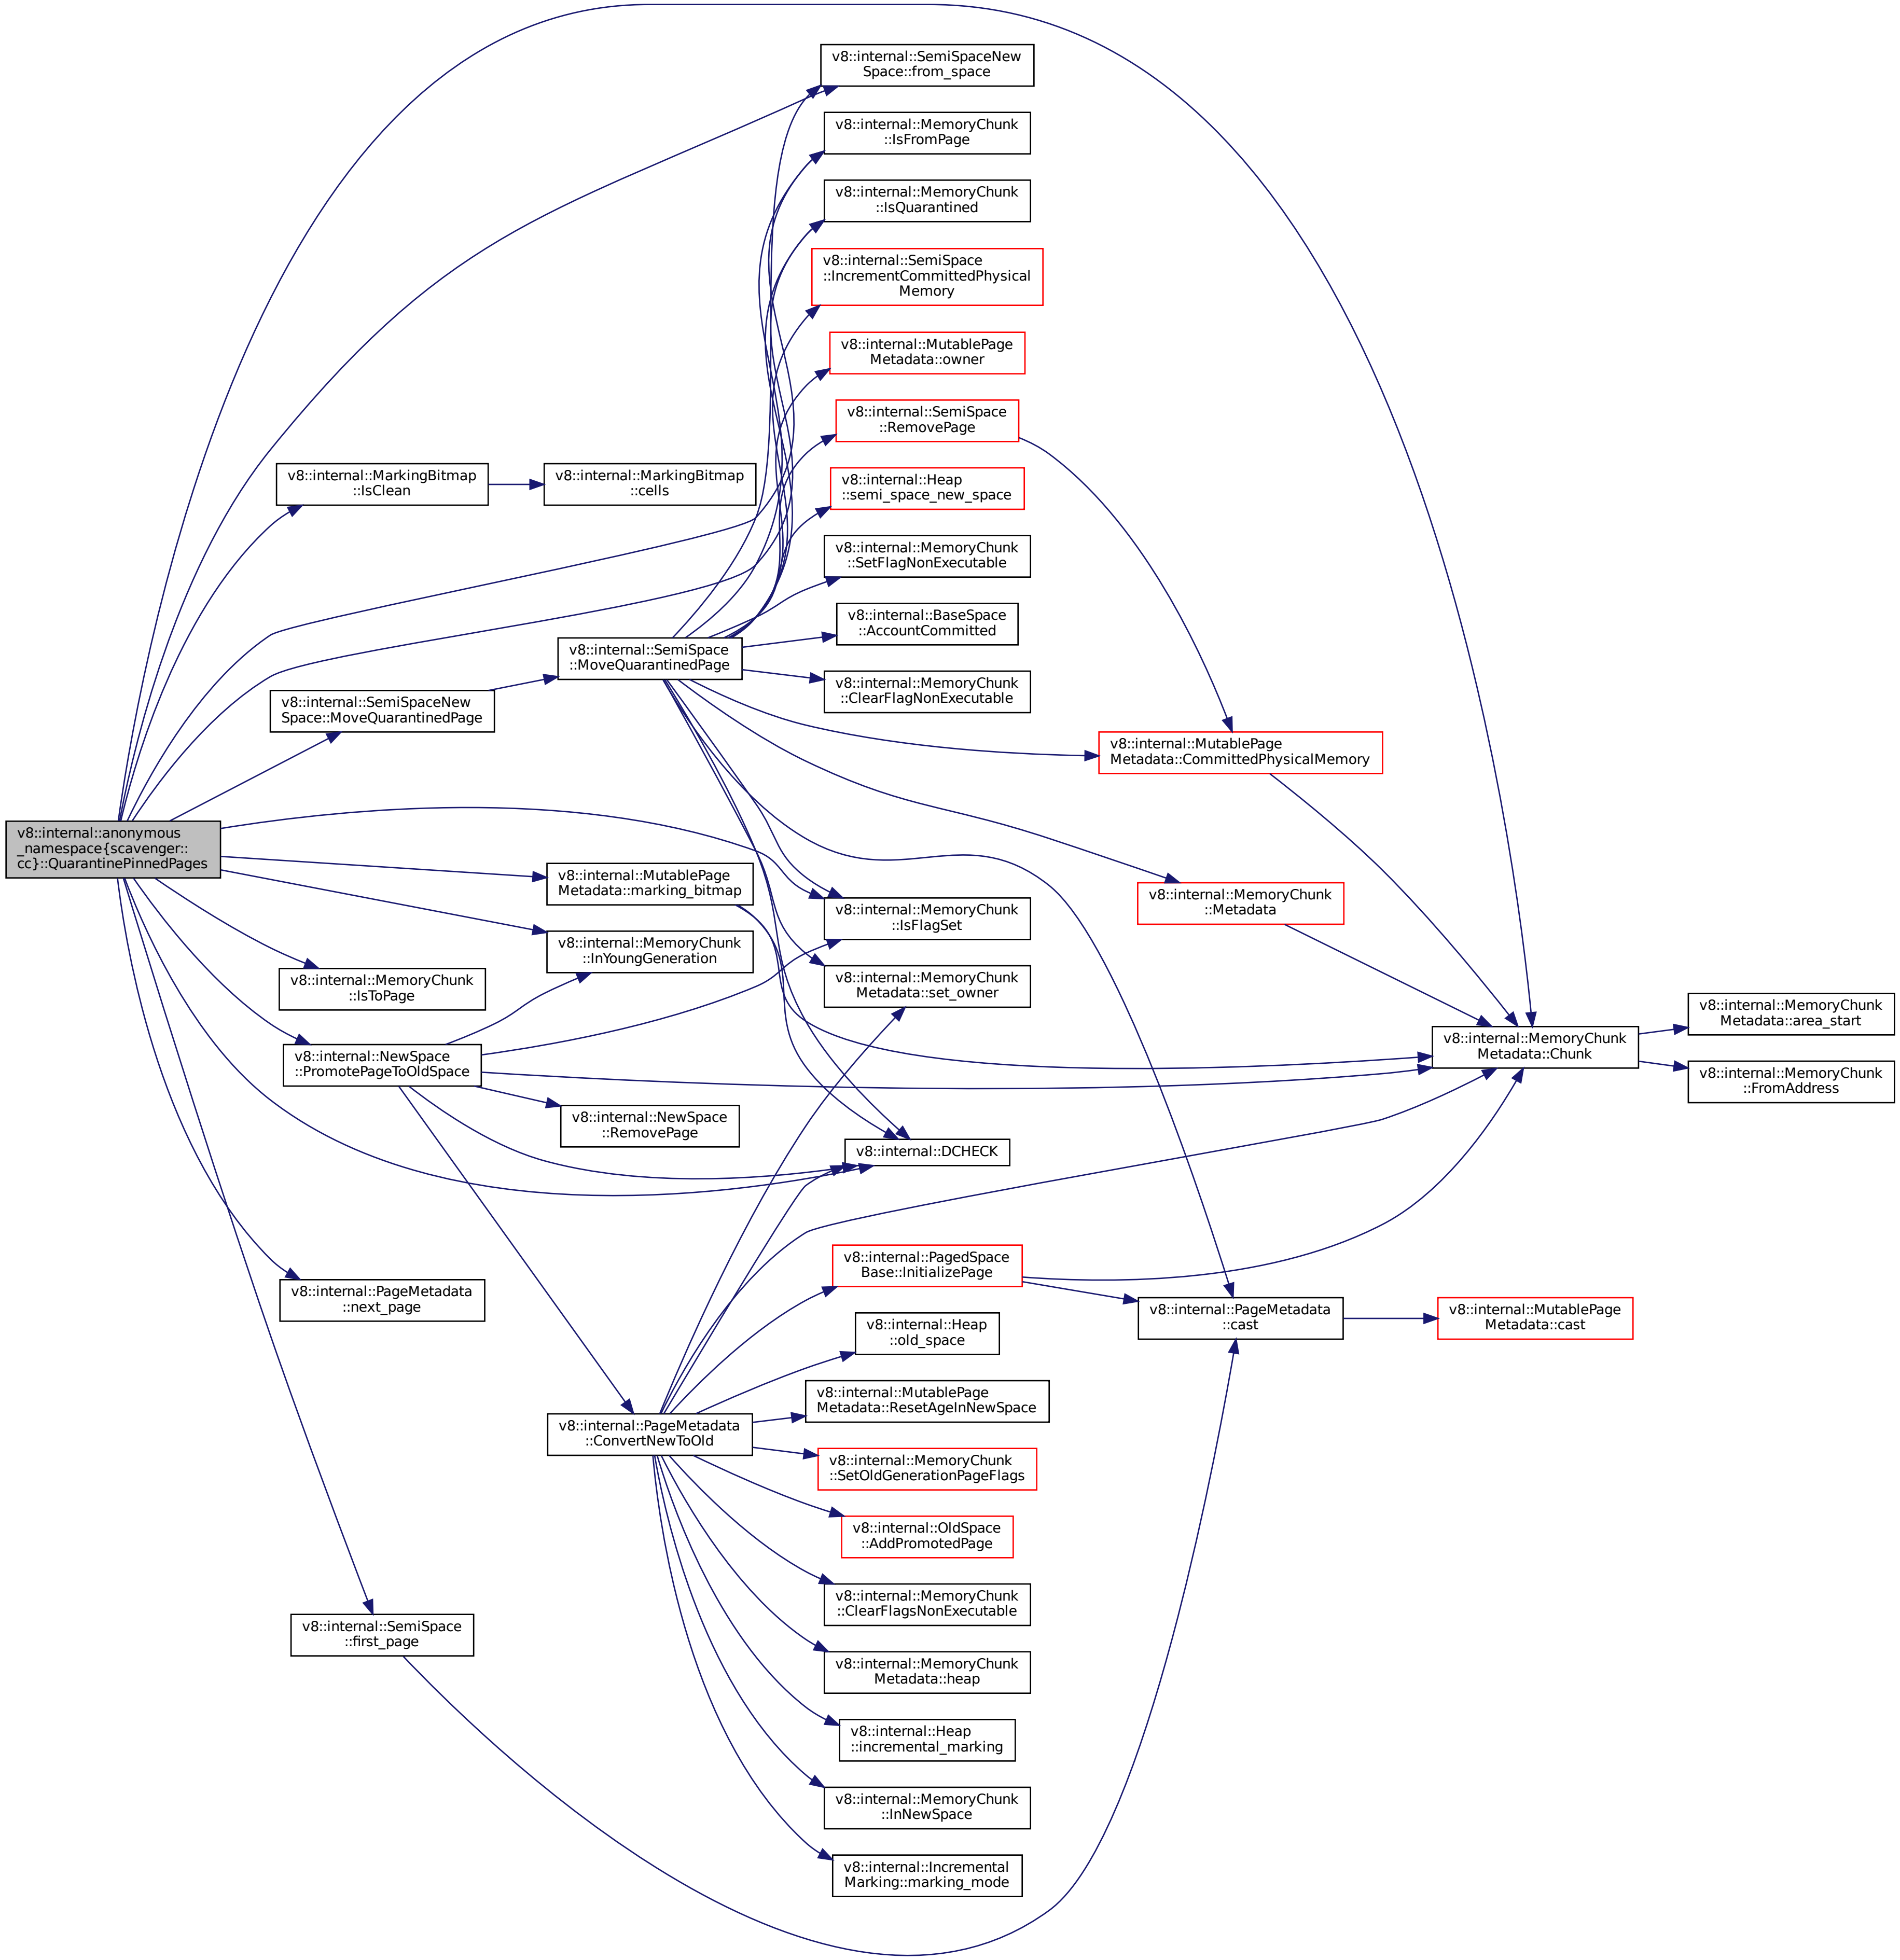 v8::internal::SemiSpaceNew
Space::from_space
v8::internal::MemoryChunk
::IsFromPage
v8::internal::MemoryChunk
::IsQuarantined
v8::internal::SemiSpace
::IncrementCommittedPhysical
Memory
v8::internal::MutablePage
Metadata::owner
v8::internal::SemiSpace
::RemovePage
v8::internal::MarkingBitmap
::IsClean
v8::internal::MarkingBitmap
::cells
v8::internal::Heap
::semi_space_new_space
v8::internal::MemoryChunk
::SetFlagNonExecutable
v8::internal::BaseSpace
::AccountCommitted
v8::internal::SemiSpace
::MoveQuarantinedPage
v8::internal::MemoryChunk
::ClearFlagNonExecutable
v8::internal::SemiSpaceNew
Space::MoveQuarantinedPage
v8::internal::MutablePage
Metadata::CommittedPhysicalMemory
v8::internal::anonymous
_namespace{scavenger::
cc}::QuarantinePinnedPages
v8::internal::MutablePage
Metadata::marking_bitmap
v8::internal::MemoryChunk
::Metadata
v8::internal::MemoryChunk
::IsFlagSet
v8::internal::MemoryChunk
::InYoungGeneration
v8::internal::MemoryChunk
::IsToPage
v8::internal::MemoryChunk
Metadata::set_owner
v8::internal::MemoryChunk
Metadata::area_start
v8::internal::MemoryChunk
Metadata::Chunk
v8::internal::NewSpace
::PromotePageToOldSpace
v8::internal::MemoryChunk
::FromAddress
v8::internal::NewSpace
::RemovePage
v8::internal::DCHECK
v8::internal::PagedSpace
Base::InitializePage
v8::internal::PageMetadata
::next_page
v8::internal::PageMetadata
::cast
v8::internal::MutablePage
Metadata::cast
v8::internal::Heap
::old_space
v8::internal::MutablePage
Metadata::ResetAgeInNewSpace
v8::internal::PageMetadata
::ConvertNewToOld
v8::internal::MemoryChunk
::SetOldGenerationPageFlags
v8::internal::OldSpace
::AddPromotedPage
v8::internal::MemoryChunk
::ClearFlagsNonExecutable
v8::internal::SemiSpace
::first_page
v8::internal::MemoryChunk
Metadata::heap
v8::internal::Heap
::incremental_marking
v8::internal::MemoryChunk
::InNewSpace
v8::internal::Incremental
Marking::marking_mode